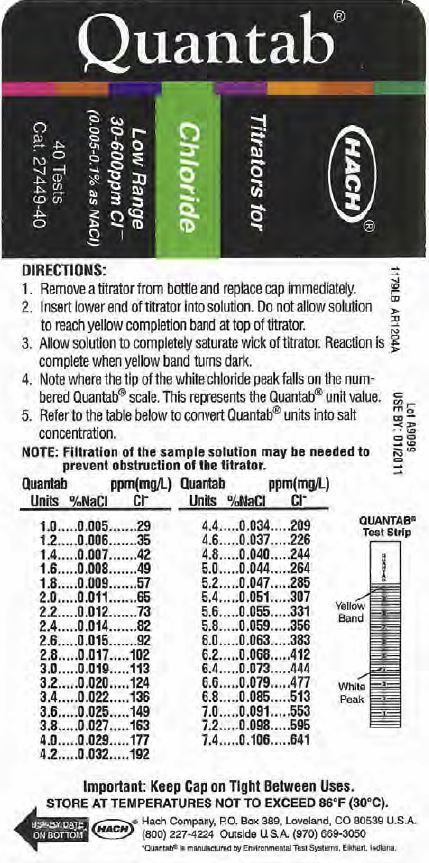 Quantab®
HACH®
Titrators for
Chloride
Low Range
30-600ppm Cl⁻
(0.005-0.1% as NACl)
40 Tests
Cat. 27449-40
DIRECTIONS:
1. Remove a titrator from bottle and replace cap immediately.
2. Insert lower end of titrator into solution. Do not allow solution
to reach yellow completion band at top of titrator.
3. Allow solution to completely saturate wick of titrator. Reaction is
complete when yellow band turns dark.
4. Note where the tip of the white chloride peak falls on the num-
bered Quantab® scale. This represents the Quantab® unit value.
5. Refer to the table below to convert Quantab® units into salt
concentration.
NOTE: Filtration of the sample solution may be needed to
prevent obstruction of the titrator.
1-79LB AR1204A
Lot A9099
USE BY: 01/2011
Quantab ppm(mg/L) Quantab ppm(mg/L)
Units %NaCl Cl⁻ Units %NaCl Cl⁻
1.0.....0.005......29 4.4.....0.034.....209
1.2.....0.006......35 4.6.....0.037.....226
1.4.....0.007......42 4.8.....0.040.....244
1.6.....0.008......49 5.0.....0.044.....264
1.8.....0.009......57 5.2.....0.047.....285
2.0.....0.011......65 5.4.....0.051.....307
2.2.....0.012......73 5.6.....0.055.....331
2.4.....0.014......82 5.8.....0.059.....356
2.6.....0.015......92 6.0.....0.063.....383
2.8.....0.017.....102 6.2.....0.068.....412
3.0.....0.019.....113 6.4.....0.073.....444
3.2.....0.020.....124 6.6.....0.079.....477
3.4.....0.022.....136 6.8.....0.085.....513
3.6.....0.025.....149 7.0.....0.091.....553
3.8.....0.027.....163 7.2.....0.098.....595
4.0.....0.029.....177 7.4.....0.106.....641
4.2.....0.032.....192
QUANTAB®
Test Strip
Yellow
Band
White
Peak
Important: Keep Cap on Tight Between Uses.
STORE AT TEMPERATURES NOT TO EXCEED 86°F (30°C).
USE-BY DATE
ON BOTTOM
HACH® Hach Company, P.O. Box 389, Loveland, CO 80539 U.S.A.
(800) 227-4224 Outside U.S.A. (970) 669-3050
*Quantab® is manufactured by Environmental Test Systems, Elkhart, Indiana.